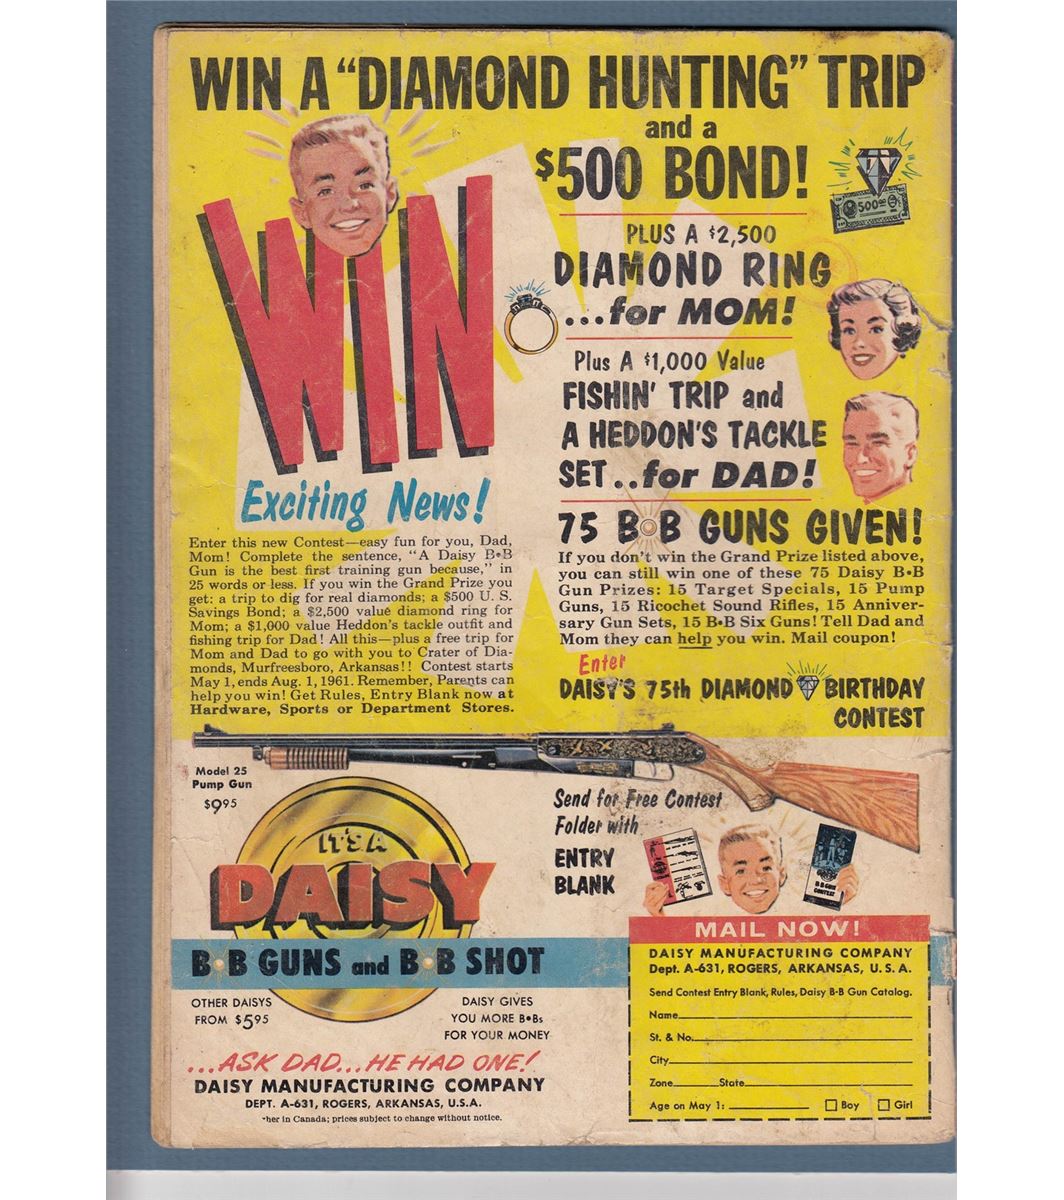 WIN A “DIAMOND HUNTING” TRIP
and a
$500 BOND!
$500.00
WIN
PLUS A $2,500
DIAMOND RING
...for MOM!
Plus A $1,000 Value
FISHIN' TRIP and
A HEDDON'S TACKLE
SET..for DAD!
Exciting News!
Enter this new Contest—easy fun for you, Dad,
Mom! Complete the sentence, “A Daisy B•B
Gun is the best first training gun because,” in
25 words or less. If you win the Grand Prize you
get: a trip to dig for real diamonds; a $500 U. S.
Savings Bond; a $2,500 value diamond ring for
Mom; a $1,000 value Heddon's tackle outfit and
fishing trip for Dad! All this—plus a free trip for
Mom and Dad to go with you to Crater of Dia-
monds, Murfreesboro, Arkansas!! Contest starts
May 1, ends Aug. 1, 1961. Remember, Parents can
help you win! Get Rules, Entry Blank now at
Hardware, Sports or Department Stores.
75 B•B GUNS GIVEN!
If you don't win the Grand Prize listed above,
you can still win one of these 75 Daisy B•B
Gun Prizes: 15 Target Specials, 15 Pump
Guns, 15 Ricochet Sound Rifles, 15 Anniver-
sary Gun Sets, 15 B•B Six Guns! Tell Dad and
Mom they can help you win. Mail coupon!
Enter
DAISY'S 75th DIAMOND BIRTHDAY
CONTEST
Model 25
Pump Gun
$9.95
Send for Free Contest
Folder with
ENTRY
BLANK
B•B GUN
CONTEST
IT'S A
DAISY
B•B GUNS and B•B SHOT
OTHER DAISYS
FROM $5.95
DAISY GIVES
YOU MORE B•Bs
FOR YOUR MONEY
...ASK DAD...HE HAD ONE!
DAISY MANUFACTURING COMPANY
DEPT. A-631, ROGERS, ARKANSAS, U.S.A.
her in Canada; prices subject to change without notice.
MAIL NOW!
DAISY MANUFACTURING COMPANY
Dept. A-631, ROGERS, ARKANSAS, U. S. A.
Send Contest Entry Blank, Rules, Daisy B-B Gun Catalog.
Name
St. & No.
City
Zone State
Age on May 1: Boy Girl